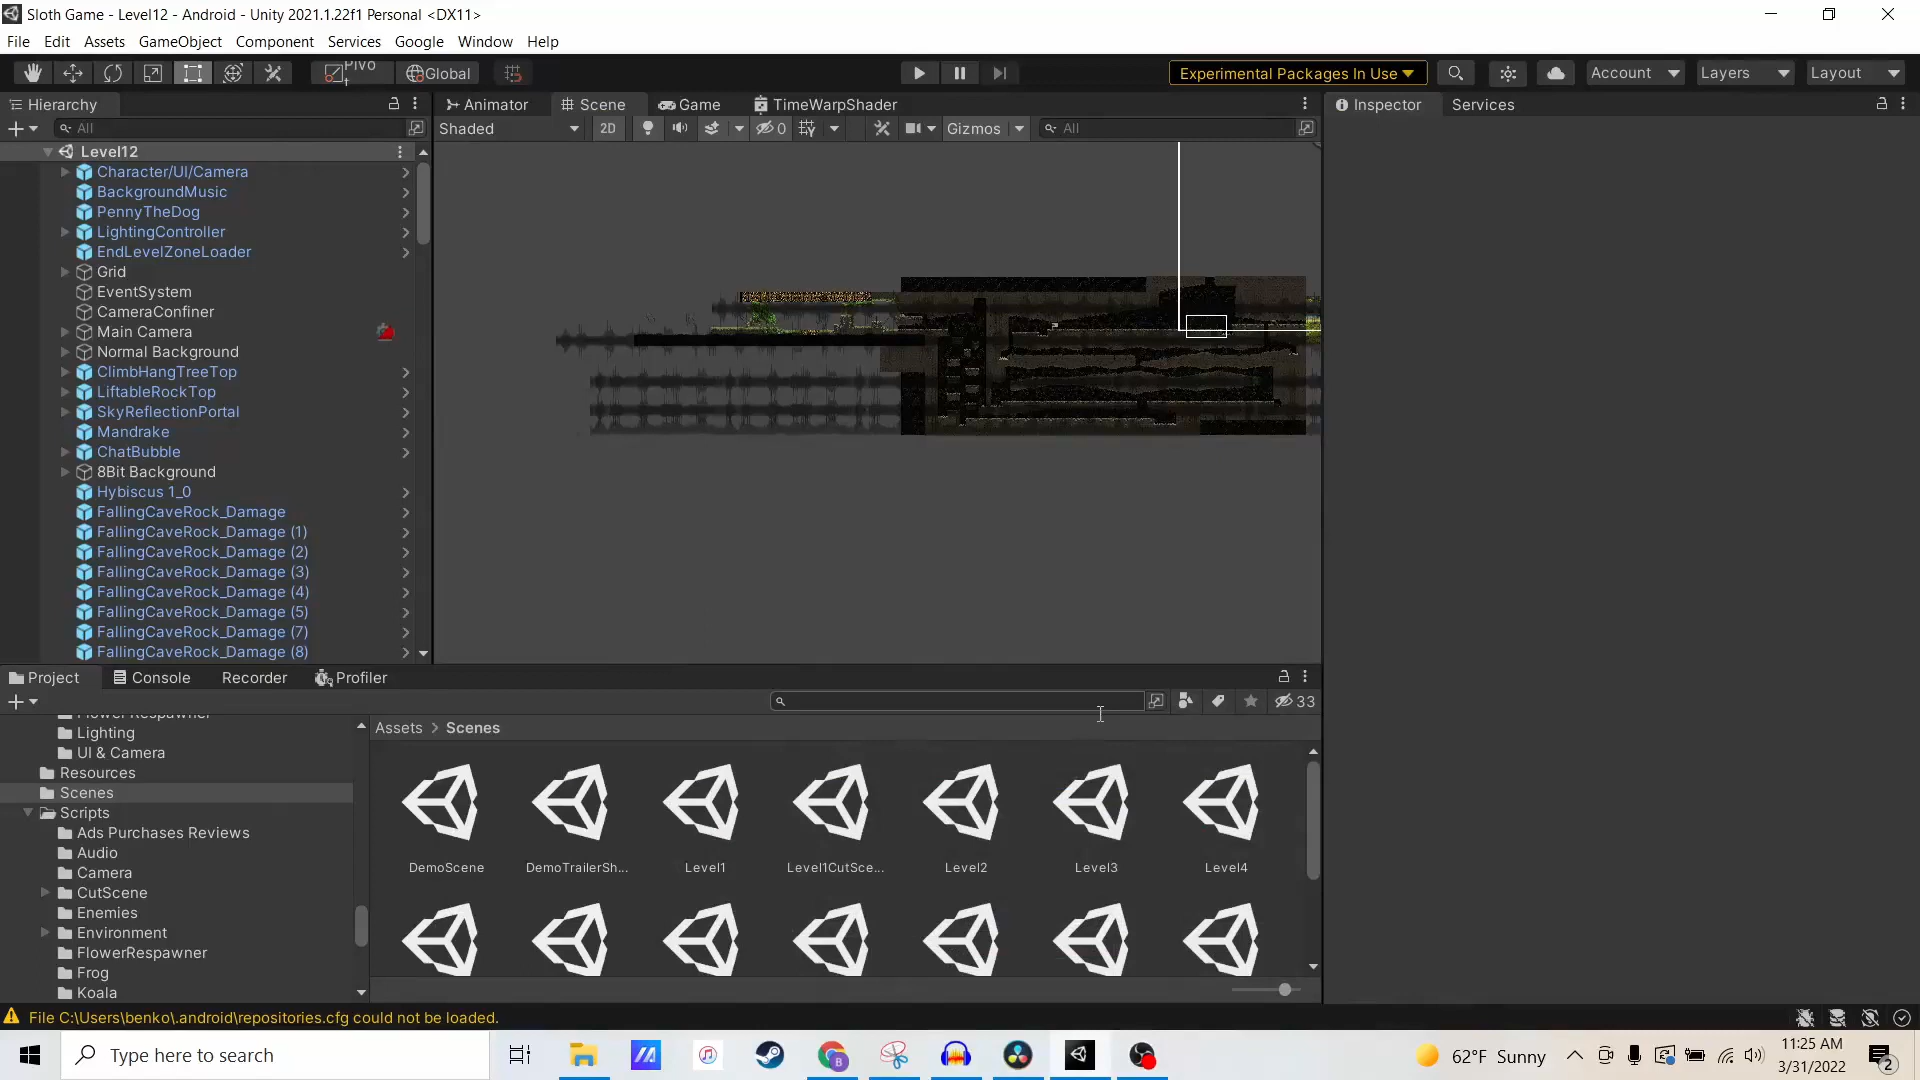 Sloth Game - Level12 - Android - Unity 2021.1.22f1 Personal <DX11>
File Edit Assets GameObject Component Services Google Window Help
Pivot Global Experimental Packages In Use Account Layers Layout
Hierarchy Animator Scene Game TimeWarpShader Inspector Services
All Shaded 2D 0 Gizmos All
Level12
Character/UI/Camera
BackgroundMusic
PennyTheDog
LightingController
EndLevelZoneLoader
Grid
EventSystem
CameraConfiner
Main Camera
Normal Background
ClimbHangTreeTop
LiftableRockTop
SkyReflectionPortal
Mandrake
ChatBubble
8Bit Background
Hybiscus 1_0
FallingCaveRock_Damage
FallingCaveRock_Damage (1)
FallingCaveRock_Damage (2)
FallingCaveRock_Damage (3)
FallingCaveRock_Damage (4)
FallingCaveRock_Damage (5)
FallingCaveRock_Damage (7)
FallingCaveRock_Damage (8)
Project Console Recorder Profiler
33
Assets > Scenes
Lighting
UI & Camera
Resources
Scenes
Scripts
Ads Purchases Reviews
Audio
Camera
CutScene
Enemies
Environment
FlowerRespawner
Frog
Koala
DemoScene DemoTrailerSh... Level1 Level1CutSce... Level2 Level3 Level4
File C:\Users\benko\.android\repositories.cfg could not be loaded.
Type here to search
62°F Sunny
11:25 AM
3/31/2022
2